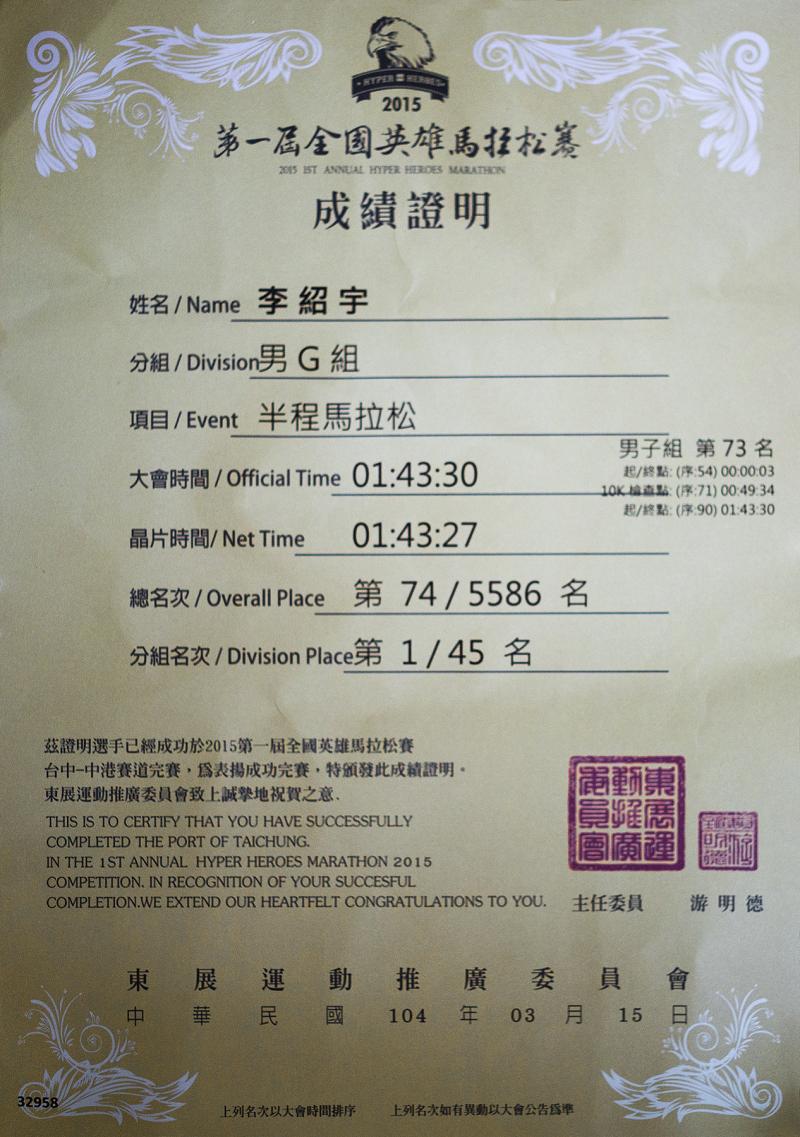 HYPER HEROES
2015
第一屆全國英雄馬拉松賽
2015 1ST ANNUAL HYPER HEROES MARATHON
成績證明
姓名 / Name 李紹宇
分組 / Division 男 G 組
項目 / Event 半程馬拉松
男子組 第 73 名
起/終點: (序:54) 00:00:03
大會時間 / Official Time 01:43:30
10K 檢查點: (序:71) 00:49:34
起/終點: (序:90) 01:43:30
晶片時間/ Net Time 01:43:27
總名次 / Overall Place 第 74 / 5586 名
分組名次 / Division Place 第 1 / 45 名
茲證明選手已經成功於2015第一屆全國英雄馬拉松賽
台中-中港賽道完賽，爲表揚成功完賽，特頒發此成績證明。
東展運動推廣委員會致上誠摯地祝賀之意.
THIS IS TO CERTIFY THAT YOU HAVE SUCCESSFULLY
COMPLETED THE PORT OF TAICHUNG.
IN THE 1ST ANNUAL HYPER HEROES MARATHON 2015
COMPETITION. IN RECOGNITION OF YOUR SUCCESFUL
COMPLETION.WE EXTEND OUR HEARTFELT CONGRATULATIONS TO YOU.
東展運動推廣委員會
主任委員 游明德
東展運動推廣委員會
中華民國 104 年 03 月 15 日
32958
上列名次以大會時間排序 上列名次如有異動以大會公告爲準